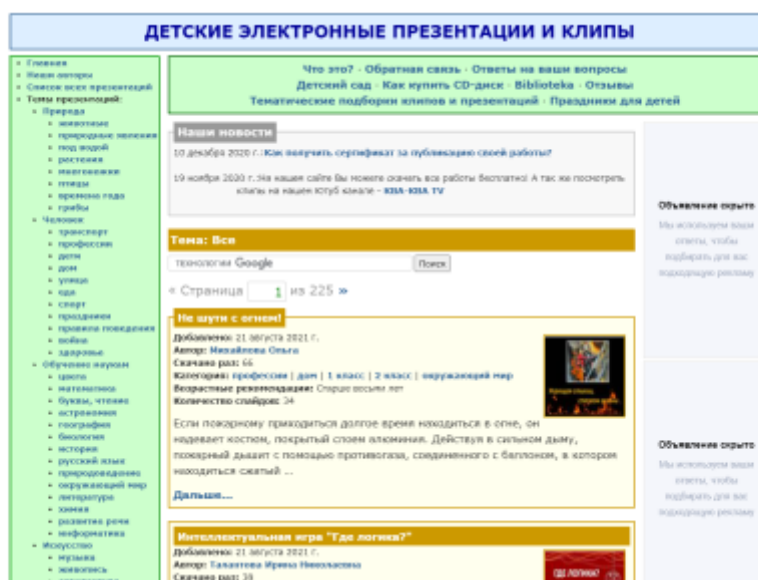 ДЕТСКИЕ ЭЛЕКТРОННЫЕ ПРЕЗЕНТАЦИИ И КЛИПЫ
Главная
Наши авторы
Список всех презентаций
Темы презентаций:
Природа
животные
природные явления
под водой
растения
насекомые
птицы
времена года
грибы
Человек
транспорт
профессии
дети
дом
улица
еда
спорт
праздники
правила поведения
война
здоровье
Обучение наукам
цвета
математика
буквы, чтение
астрономия
география
биология
история
русский язык
природоведение
окружающий мир
литература
химия
развитие речи
информатика
Искусство
музыка
живопись
Что это? · Обратная связь · Ответы на ваши вопросы
Детский сад · Как купить CD-диск · Biblioteka · Отзывы
Тематические подборки клипов и презентаций · Праздники для детей
Наши новости
10 декабря 2020 г. Как получить сертификат за публикацию своей работы?
19 ноября 2020 г. На нашем сайте Вы можете скачать все работы бесплатно! А так же посмотреть
клипы на нашем Ютуб канале - КВА-КВА TV
Тема: Все
технологии Google Поиск
« Страница 1 из 225 »
Не шути с огнем!
Добавлено: 21 августа 2021 г.
Автор: Михайлова Ольга
Скачано раз: 66
Категория: профессии | дом | 1 класс | 2 класс | окружающий мир
Возрастные рекомендации: Старше восьми лет
Количество слайдов: 34
Если пожарному приходиться долгое время находиться в огне, он
надевает костюм, покрытый слоем алюминия. Действуя в сильном дыму,
пожарный дышит с помощью противогаза, соединенного с баллоном, в котором
находиться сжатый ...
Дальше...
Интеллектуальная игра "Где логика?"
Добавлено: 21 августа 2021 г.
Автор: Талантова Ирина Николаевна
Скачано раз: 38
ГДЕ ЛОГИКА?
Объявление скрыто
Мы используем ваши
ответы, чтобы
подбирать для вас
подходящую рекламу
Объявление скрыто
Мы используем ваши
ответы, чтобы
подбирать для вас
подходящую рекламу